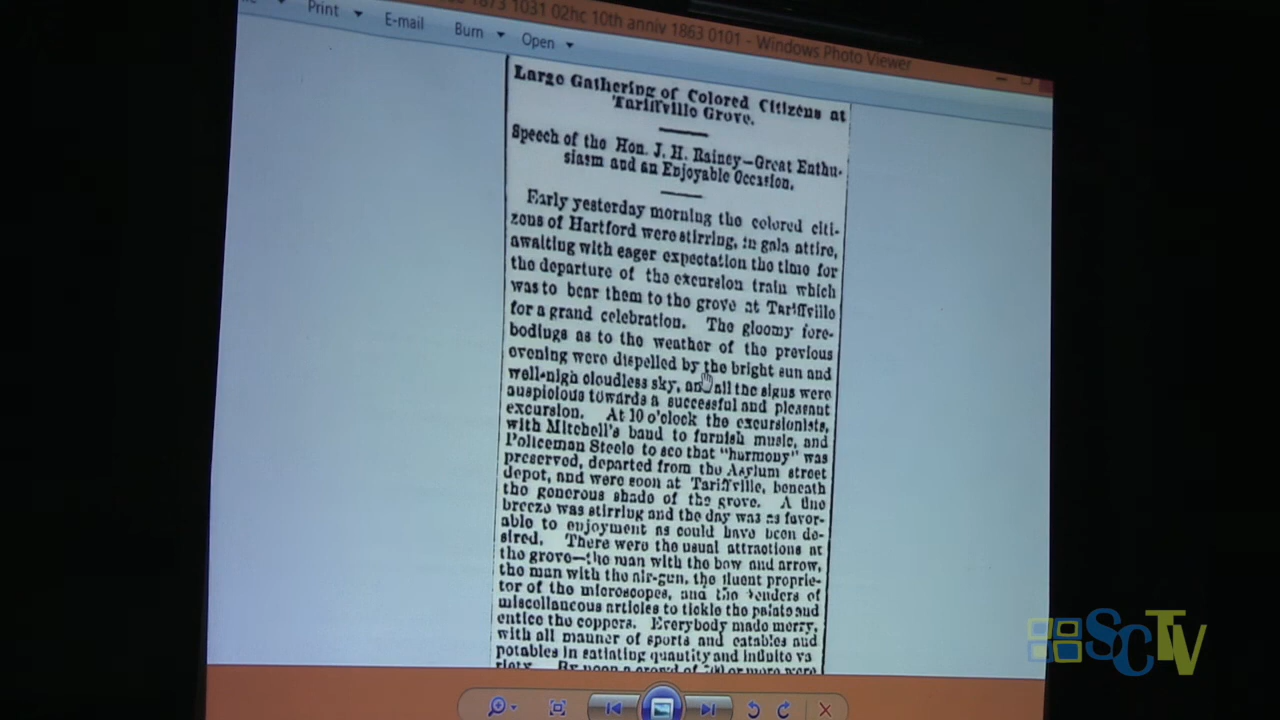 Print
E-mail
Burn
Open
1873 1031 02hc 10th anniv 1863 0101 - Windows Photo Viewer
Large Gathering of Colored Citizens at
Tariffville Grove.
Speech of the Hon. J. H. Rainey—Great Enthu-
siasm and an Enjoyable Occasion.
Early yesterday morning the colored citi-
zens of Hartford were stirring, in gala attire,
awaiting with eager expectation the time for
the departure of the excursion train which
was to bear them to the grove at Tariffville
for a grand celebration. The gloomy fore-
bodings as to the weather of the previous
evening were dispelled by the bright sun and
well-nigh cloudless sky, and all the signs were
auspicious towards a successful and pleasant
excursion. At 10 o'clock the excursionists,
with Mitchell's band to furnish music, and
Policeman Steele to see that "harmony" was
preserved, departed from the Asylum street
depot, and were soon at Tariffville, beneath
the generous shade of the grove. A fine
breeze was stirring and the day was as favor-
able to enjoyment as could have been de-
sired. There were the usual attractions at
the grove—the man with the bow and arrow,
the man with the air-gun, the fluent proprie-
tor of the microscopes, and the venders of
miscellaneous articles to tickle the palate and
entice the coppers. Everybody made merry,
with all manner of sports and eatables and
potables in satiating quantity and infinite va
riety. By noon a crowd of 500 or more were
SCTV